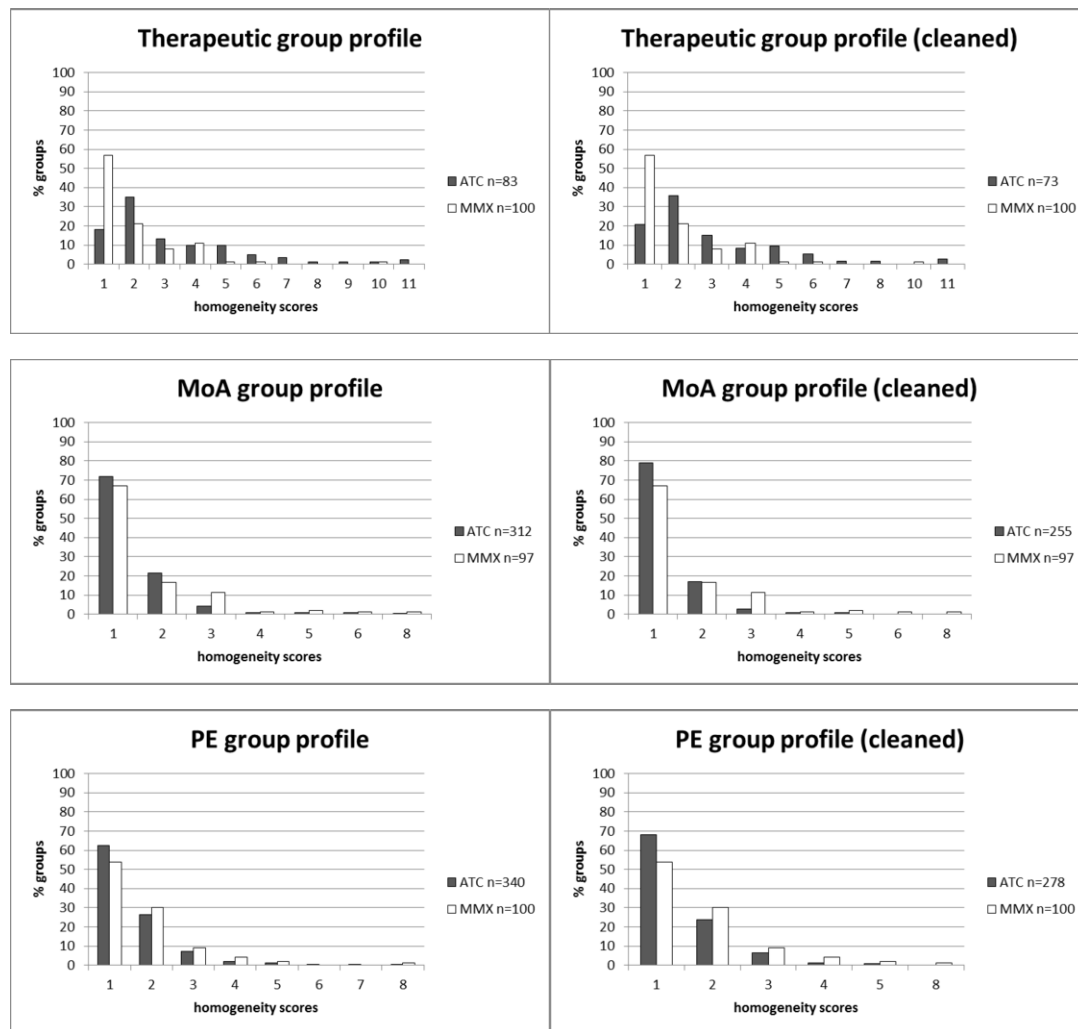 Therapeutic group profile
100
90
80
70
60
50
40
30
20
10
0
% groups
1 2 3 4 5 6 7 8 9 10 11
homogeneity scores
ATC n=83
MMX n=100
Therapeutic group profile (cleaned)
100
90
80
70
60
50
40
30
20
10
0
% groups
1 2 3 4 5 6 7 8 10 11
homogeneity scores
ATC n=73
MMX n=100
MoA group profile
100
90
80
70
60
50
40
30
20
10
0
% groups
1 2 3 4 5 6 8
homogeneity scores
ATC n=312
MMX n=97
MoA group profile (cleaned)
100
90
80
70
60
50
40
30
20
10
0
% groups
1 2 3 4 5 6 8
homogeneity scores
ATC n=255
MMX n=97
PE group profile
100
90
80
70
60
50
40
30
20
10
0
% groups
1 2 3 4 5 6 7 8
homogeneity scores
ATC n=340
MMX n=100
PE group profile (cleaned)
100
90
80
70
60
50
40
30
20
10
0
% groups
1 2 3 4 5 8
homogeneity scores
ATC n=278
MMX n=100